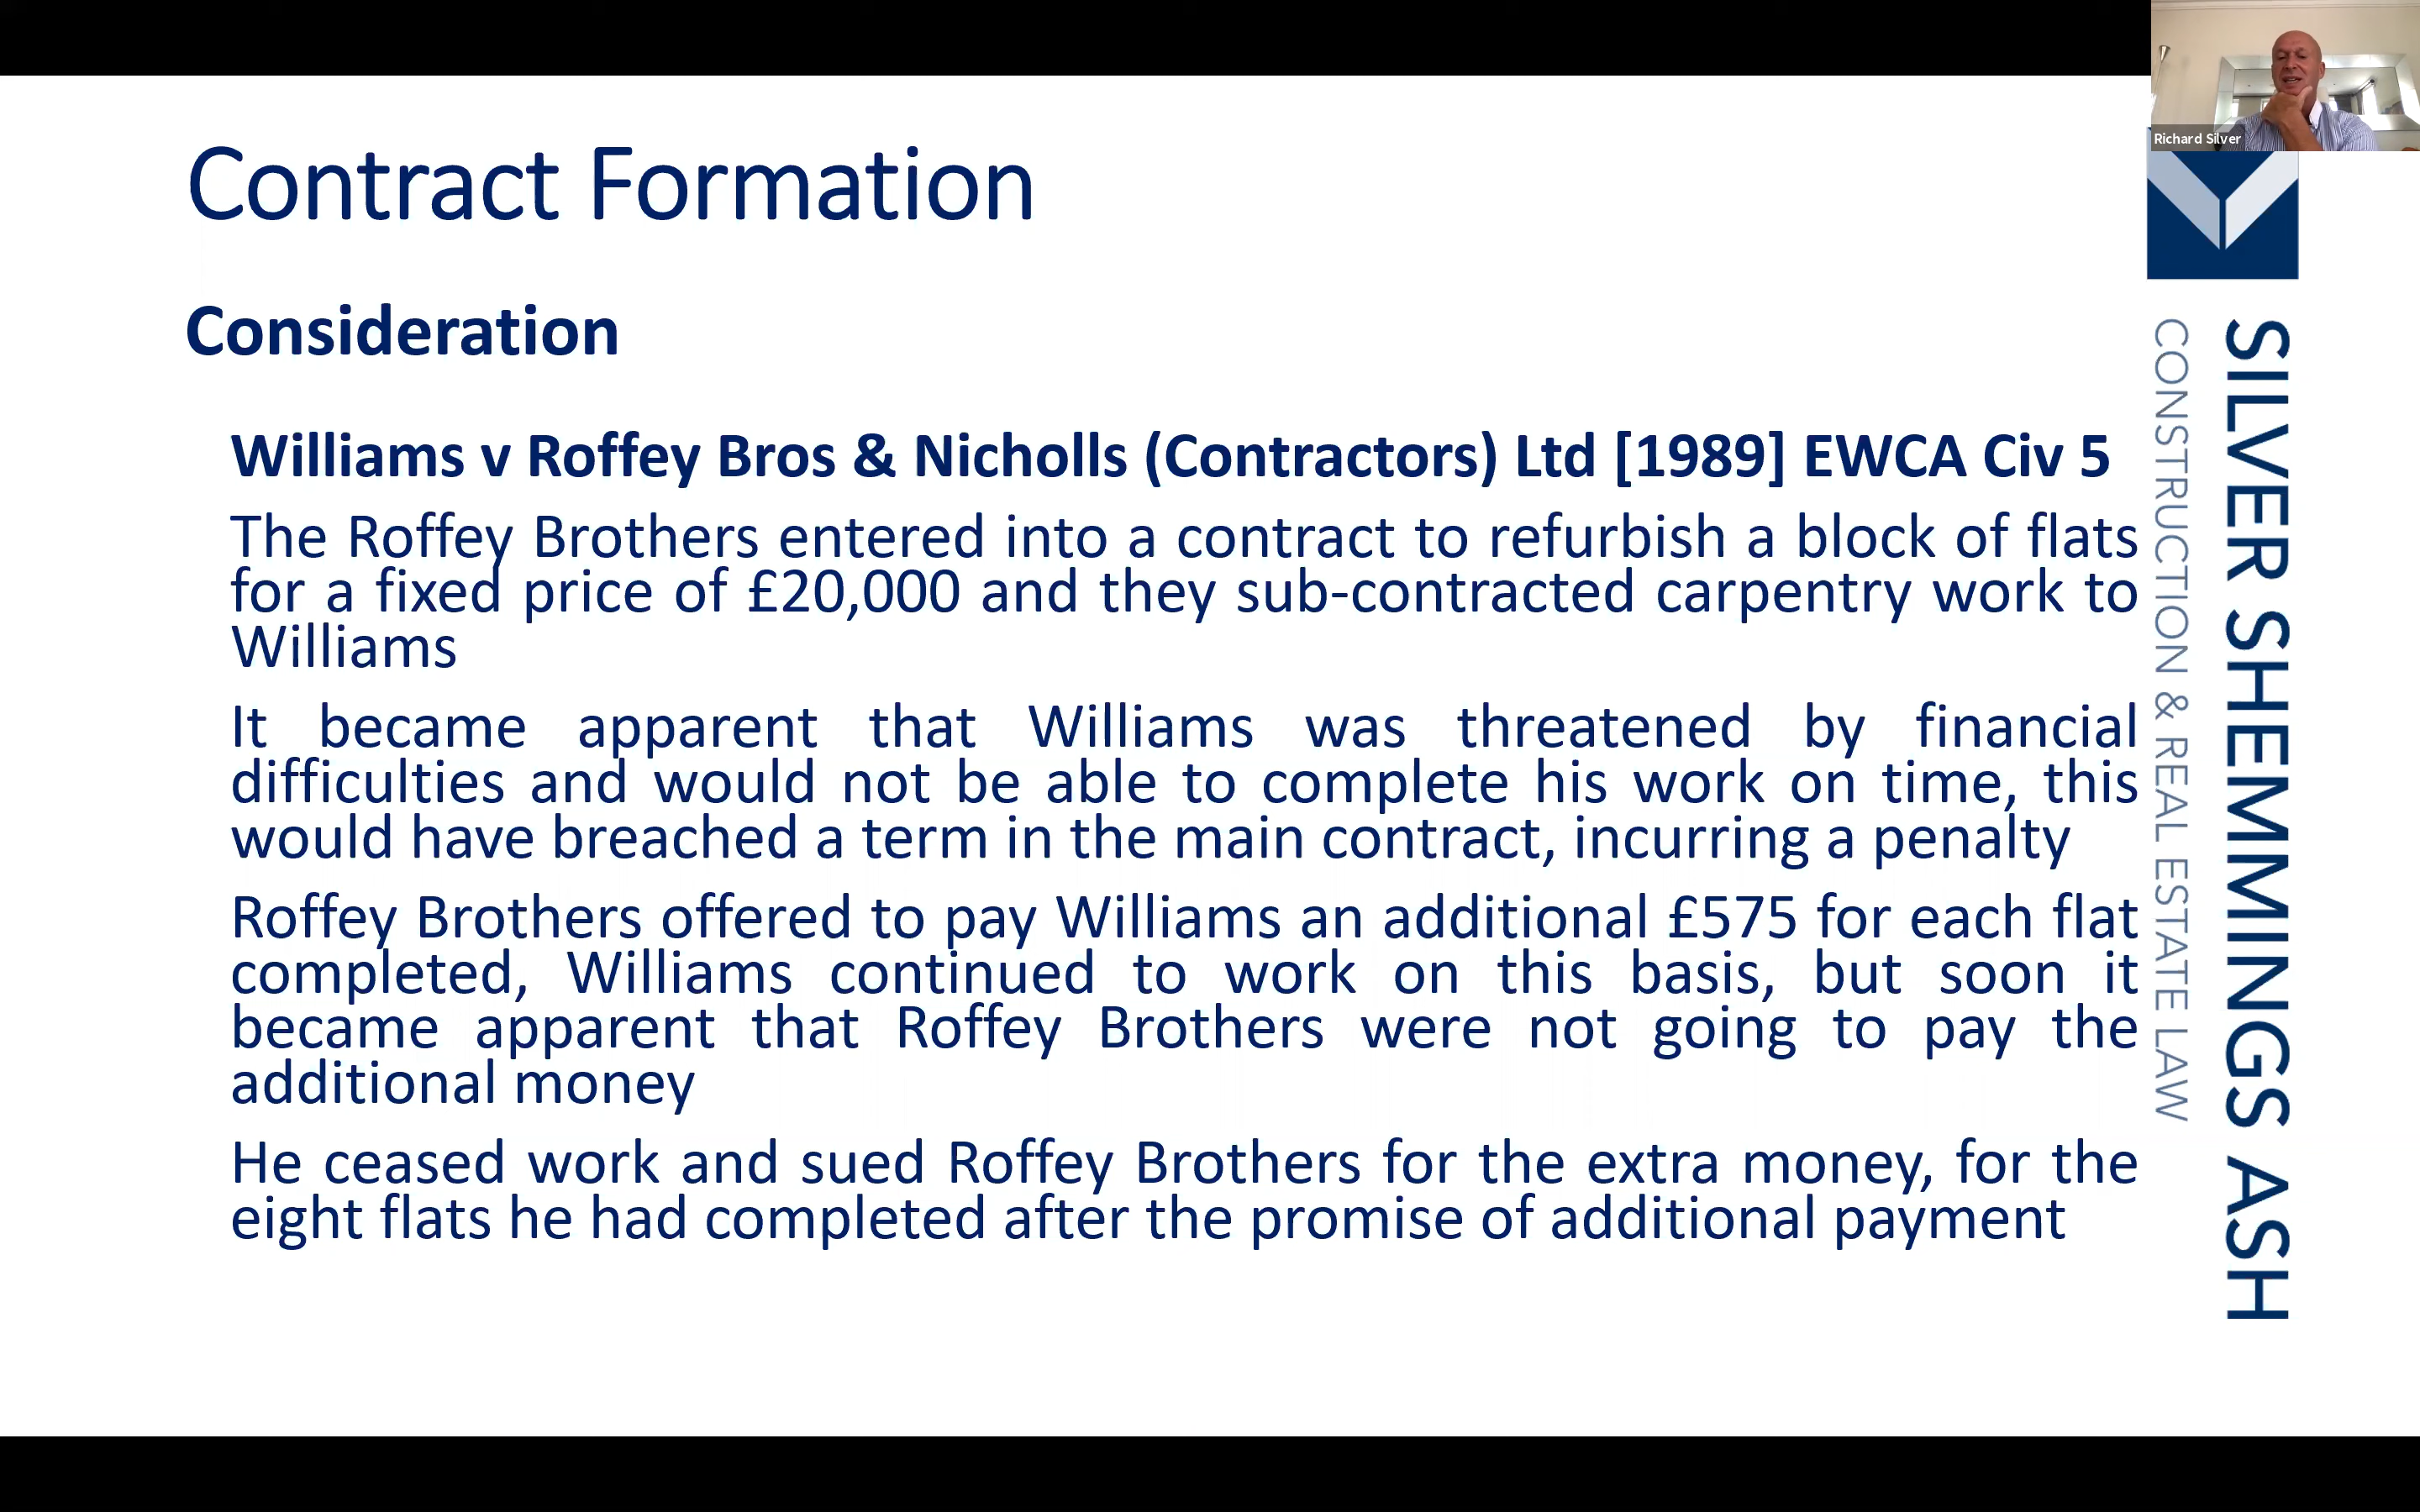 Richard Silver
Contract Formation
Consideration
Williams v Roffey Bros & Nicholls (Contractors) Ltd [1989] EWCA Civ 5
The Roffey Brothers entered into a contract to refurbish a block of flats
for a fixed price of £20,000 and they sub-contracted carpentry work to
Williams
It became apparent that Williams was threatened by financial
difficulties and would not be able to complete his work on time, this
would have breached a term in the main contract, incurring a penalty
Roffey Brothers offered to pay Williams an additional £575 for each flat
completed, Williams continued to work on this basis, but soon it
became apparent that Roffey Brothers were not going to pay the
additional money
He ceased work and sued Roffey Brothers for the extra money, for the
eight flats he had completed after the promise of additional payment
SILVER SHEMMINGS ASH
CONSTRUCTION & REAL ESTATE LAW